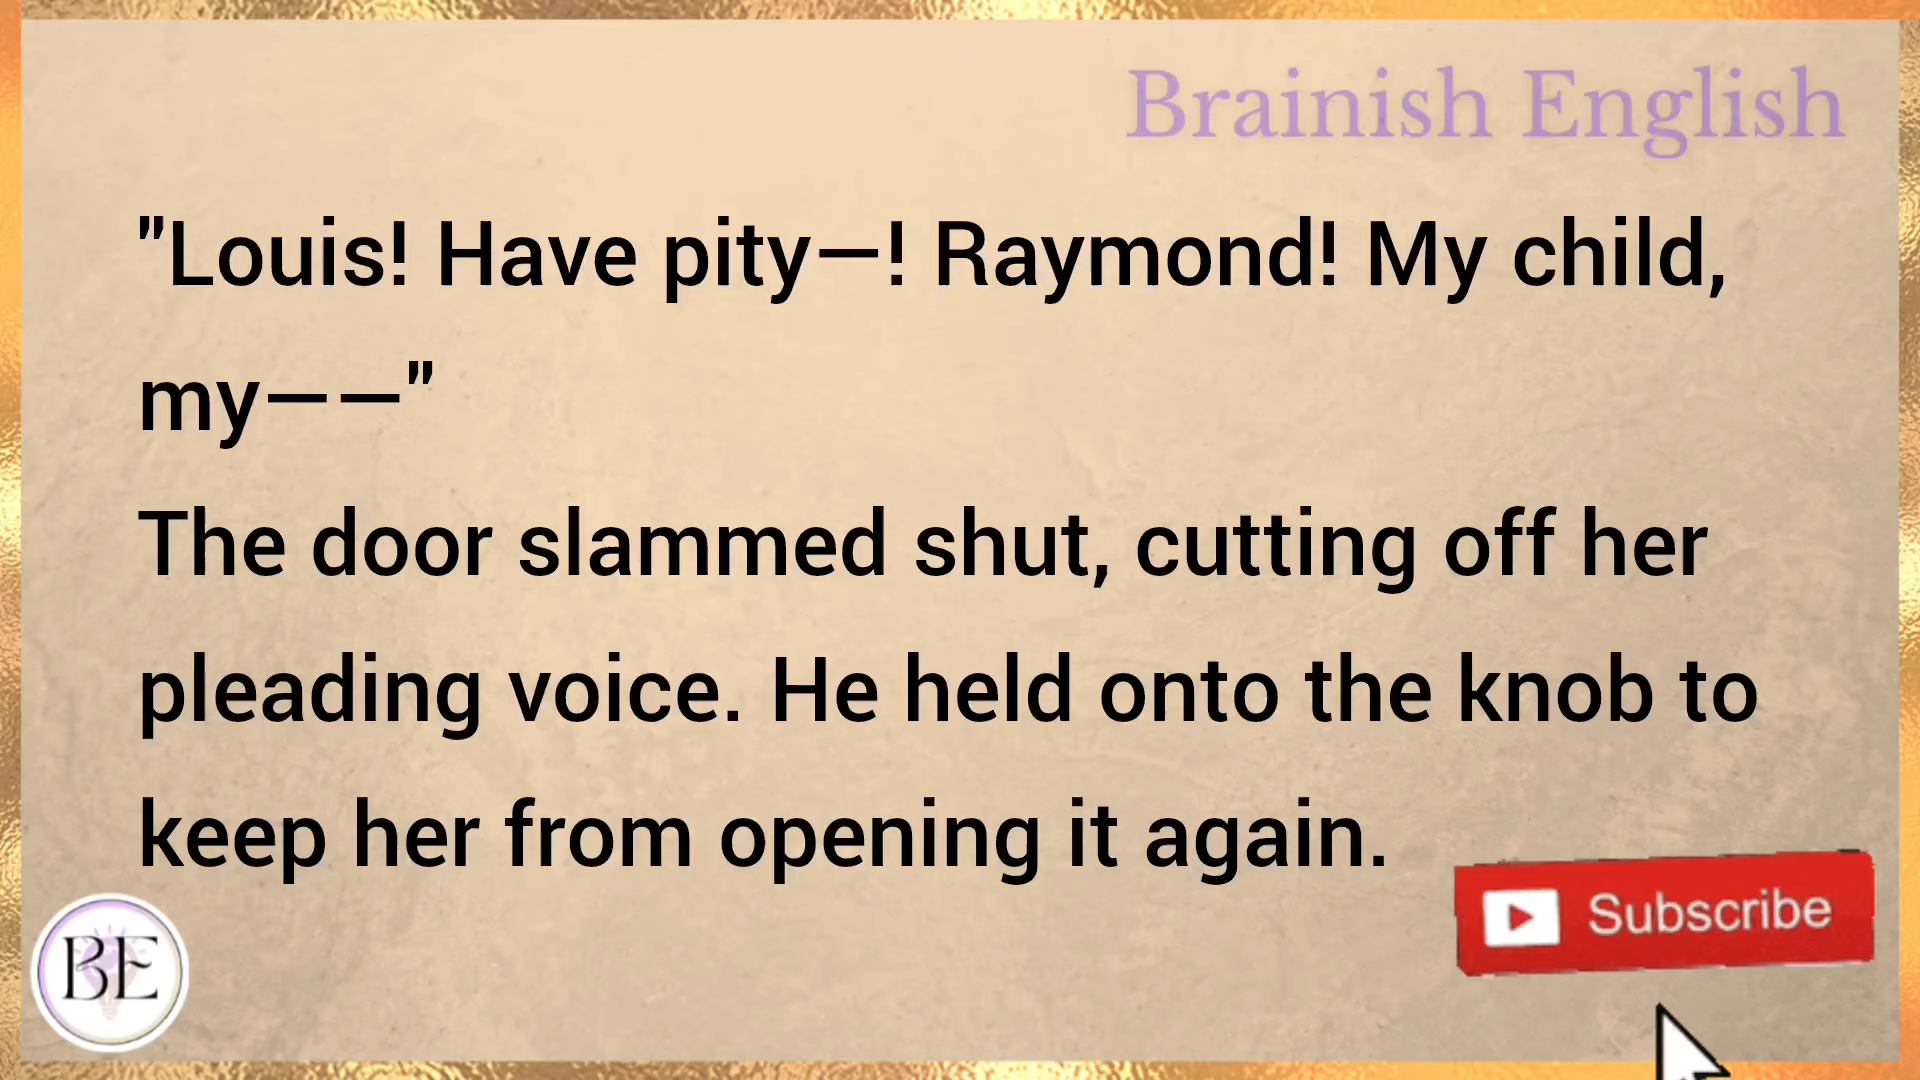 Brainish English
"Louis! Have pity—! Raymond! My child,
my——"
The door slammed shut, cutting off her
pleading voice. He held onto the knob to
keep her from opening it again.
Subscribe
BE